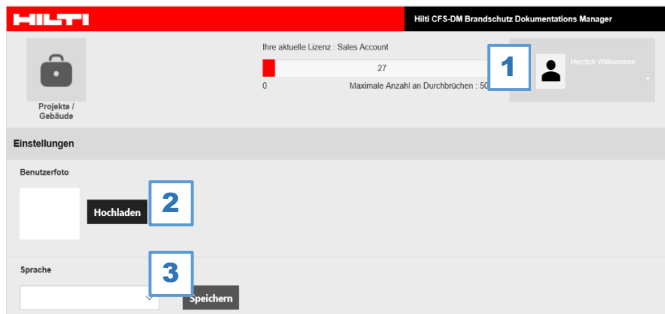 HILTI
Hilti CFS-DM Brandschutz Dokumentations Manager
Ihre aktuelle Lizenz : Sales Account
27
0
Maximale Anzahl an Durchbrüchen : 50
1
Herzlich Willkommen
Projekte /
Gebäude
Einstellungen
Benutzerfoto
Hochladen
2
Sprache
3
Speichern